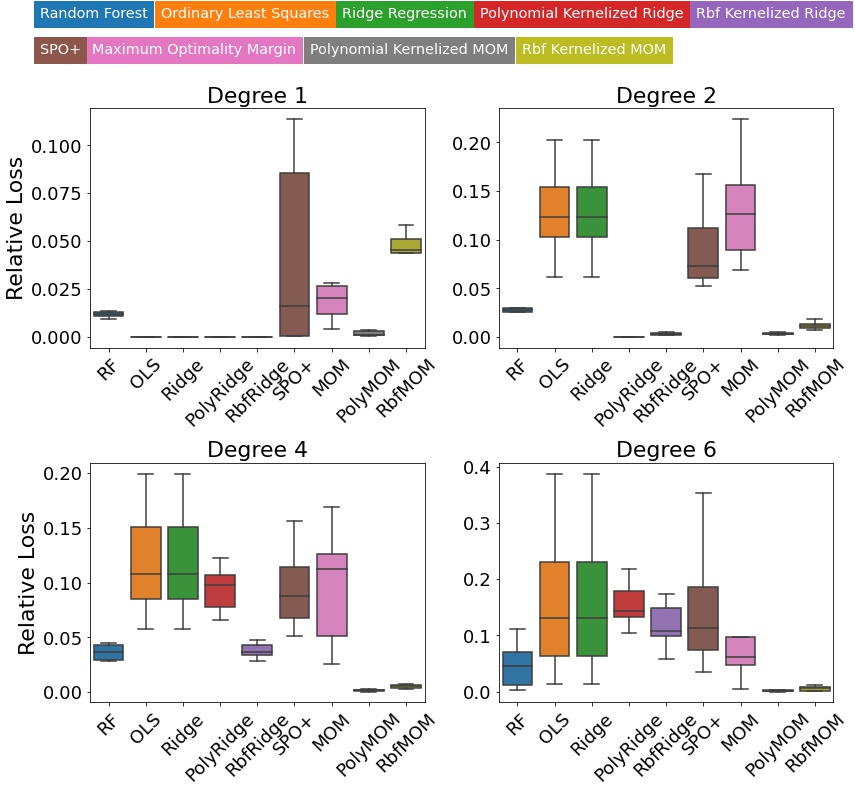 Random Forest Ordinary Least Squares Ridge Regression Polynomial Kernelized Ridge Rbf Kernelized Ridge
SPO+ Maximum Optimality Margin Polynomial Kernelized MOM Rbf Kernelized MOM
Degree 1
Relative Loss
0.100
0.075
0.050
0.025
0.000
RF OLS Ridge PolyRidge RbfRidge SPO+ MOM PolyMOM RbfMOM
Degree 2
0.20
0.15
0.10
0.05
0.00
RF OLS Ridge PolyRidge RbfRidge SPO+ MOM PolyMOM RbfMOM
Degree 4
Relative Loss
0.20
0.15
0.10
0.05
0.00
RF OLS Ridge PolyRidge RbfRidge SPO+ MOM PolyMOM RbfMOM
Degree 6
0.4
0.3
0.2
0.1
0.0
RF OLS Ridge PolyRidge RbfRidge SPO+ MOM PolyMOM RbfMOM